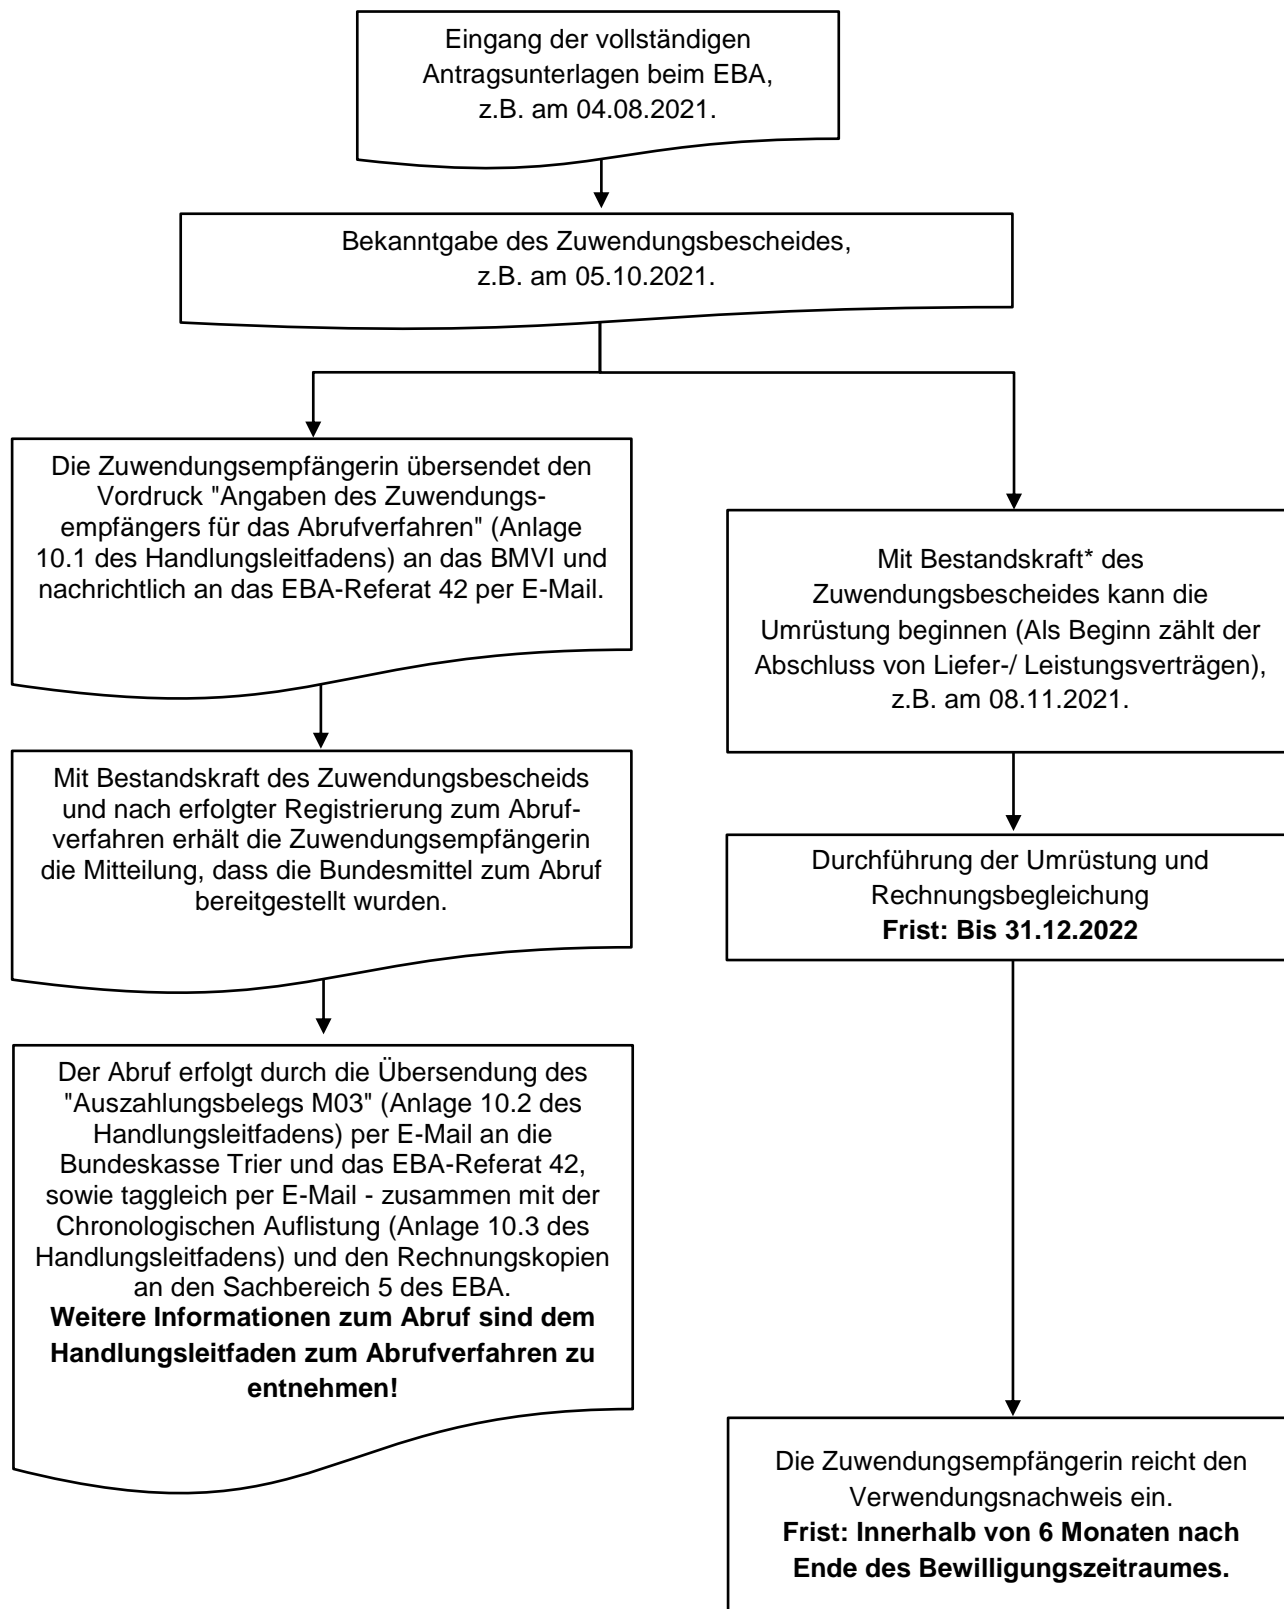 Eingang der vollständigen
Antragsunterlagen beim EBA,
z.B. am 04.08.2021.
Bekanntgabe des Zuwendungsbescheides,
z.B. am 05.10.2021.
Die Zuwendungsempfängerin übersendet den
Vordruck "Angaben des Zuwendungs-
empfängers für das Abrufverfahren" (Anlage
10.1 des Handlungsleitfadens) an das BMVI und
nachrichtlich an das EBA-Referat 42 per E-Mail.
Mit Bestandskraft des Zuwendungsbescheids
und nach erfolgter Registrierung zum Abruf-
verfahren erhält die Zuwendungsempfängerin
die Mitteilung, dass die Bundesmittel zum Abruf
bereitgestellt wurden.
Der Abruf erfolgt durch die Übersendung des
"Auszahlungsbelegs M03" (Anlage 10.2 des
Handlungsleitfadens) per E-Mail an die
Bundeskasse Trier und das EBA-Referat 42,
sowie taggleich per E-Mail - zusammen mit der
Chronologischen Auflistung (Anlage 10.3 des
Handlungsleitfadens) und den Rechnungskopien
an den Sachbereich 5 des EBA.
Weitere Informationen zum Abruf sind dem
Handlungsleitfaden zum Abrufverfahren zu
entnehmen!
Mit Bestandskraft* des
Zuwendungsbescheides kann die
Umrüstung beginnen (Als Beginn zählt der
Abschluss von Liefer-/ Leistungsverträgen),
z.B. am 08.11.2021.
Durchführung der Umrüstung und
Rechnungsbegleichung
Frist: Bis 31.12.2022
Die Zuwendungsempfängerin reicht den
Verwendungsnachweis ein.
Frist: Innerhalb von 6 Monaten nach
Ende des Bewilligungszeitraumes.